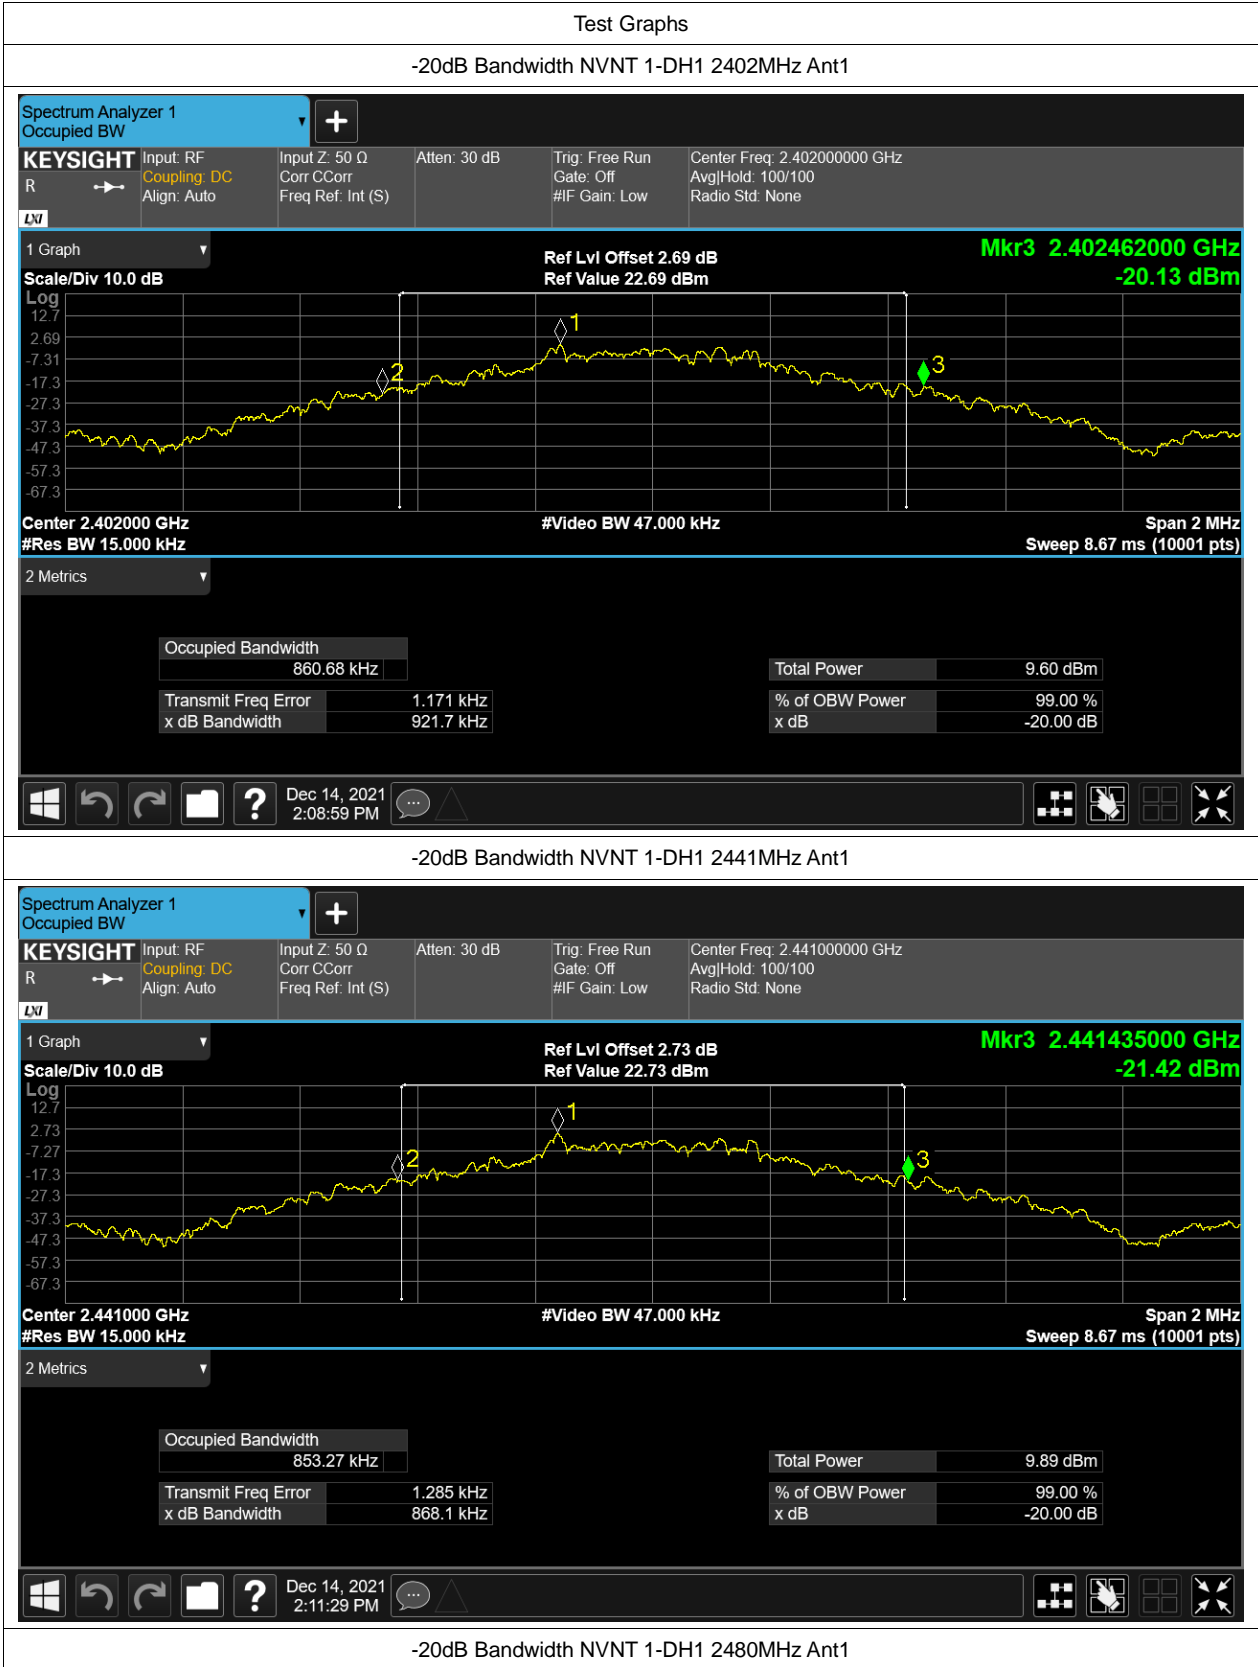 Test Graphs
-20dB Bandwidth NVNT 1-DH1 2402MHz Ant1
Spectrum Analyzer 1
Occupied BW
KEYSIGHT Input: RF Input Z: 50 Ω Atten: 30 dB Trig: Free Run Center Freq: 2.402000000 GHz
R Coupling: DC Corr CCorr Gate: Off Avg|Hold: 100/100
Align: Auto Freq Ref: Int (S) #IF Gain: Low Radio Std: None
LXI
1 Graph Ref Lvl Offset 2.69 dB Mkr3 2.402462000 GHz
Scale/Div 10.0 dB Ref Value 22.69 dBm -20.13 dBm
Log
12.7
2.69
-7.31
-17.3
-27.3
-37.3
-47.3
-57.3
-67.3
1
2
3
Center 2.402000 GHz #Video BW 47.000 kHz Span 2 MHz
#Res BW 15.000 kHz Sweep 8.67 ms (10001 pts)
2 Metrics
Occupied Bandwidth
860.68 kHz Total Power 9.60 dBm
Transmit Freq Error 1.171 kHz % of OBW Power 99.00 %
x dB Bandwidth 921.7 kHz x dB -20.00 dB
Dec 14, 2021
2:08:59 PM
-20dB Bandwidth NVNT 1-DH1 2441MHz Ant1
Spectrum Analyzer 1
Occupied BW
KEYSIGHT Input: RF Input Z: 50 Ω Atten: 30 dB Trig: Free Run Center Freq: 2.441000000 GHz
R Coupling: DC Corr CCorr Gate: Off Avg|Hold: 100/100
Align: Auto Freq Ref: Int (S) #IF Gain: Low Radio Std: None
LXI
1 Graph Ref Lvl Offset 2.73 dB Mkr3 2.441435000 GHz
Scale/Div 10.0 dB Ref Value 22.73 dBm -21.42 dBm
Log
12.7
2.73
-7.27
-17.3
-27.3
-37.3
-47.3
-57.3
-67.3
1
2
3
Center 2.441000 GHz #Video BW 47.000 kHz Span 2 MHz
#Res BW 15.000 kHz Sweep 8.67 ms (10001 pts)
2 Metrics
Occupied Bandwidth
853.27 kHz Total Power 9.89 dBm
Transmit Freq Error 1.285 kHz % of OBW Power 99.00 %
x dB Bandwidth 868.1 kHz x dB -20.00 dB
Dec 14, 2021
2:11:29 PM
-20dB Bandwidth NVNT 1-DH1 2480MHz Ant1